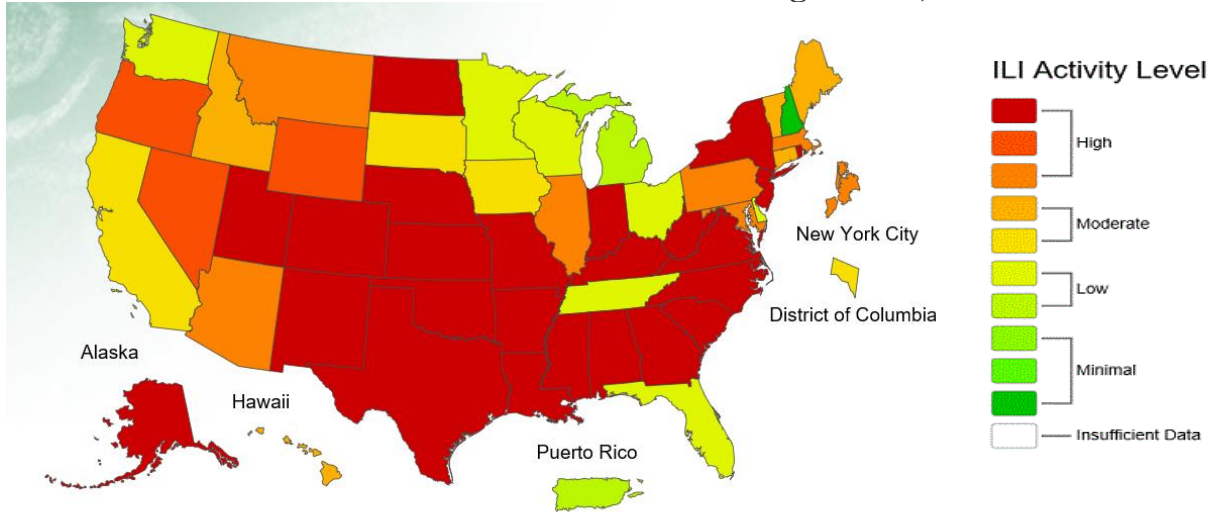 ILI Activity Level
High
Moderate
Low
Minimal
Insufficient Data
New York City
District of Columbia
Alaska
Hawaii
Puerto Rico